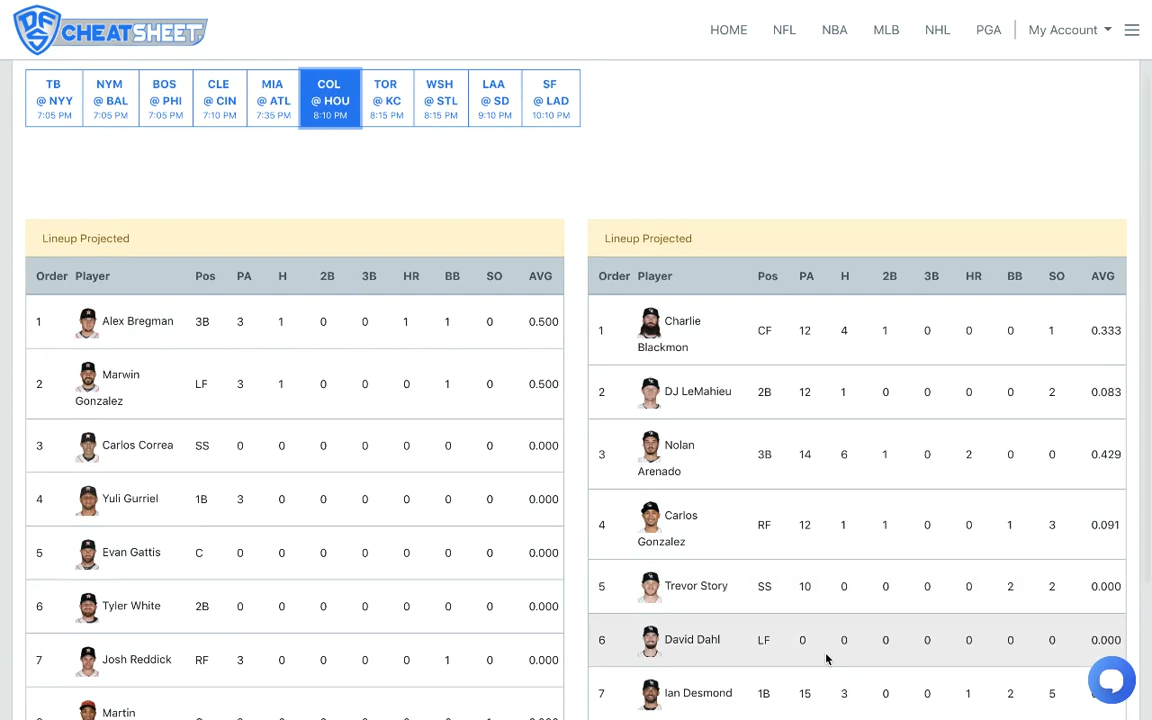 DFS CHEATSHEET
HOME NFL NBA MLB NHL PGA My Account
TB NYM BOS CLE MIA COL TOR WSH LAA SF
@ NYY @ BAL @ PHI @ CIN @ ATL @ HOU @ KC @ STL @ SD @ LAD
7:05 PM 7:05 PM 7:05 PM 7:10 PM 7:35 PM 8:10 PM 8:15 PM 8:15 PM 9:10 PM 10:10 PM
Lineup Projected
Order Player Pos PA H 2B 3B HR BB SO AVG
1 Alex Bregman 3B 3 1 0 0 1 1 0 0.500
2 Marwin Gonzalez LF 3 1 0 0 0 1 0 0.500
3 Carlos Correa SS 0 0 0 0 0 0 0 0.000
4 Yuli Gurriel 1B 3 0 0 0 0 0 0 0.000
5 Evan Gattis C 0 0 0 0 0 0 0 0.000
6 Tyler White 2B 0 0 0 0 0 0 0 0.000
7 Josh Reddick RF 3 0 0 0 0 1 0 0.000
Martin
Lineup Projected
Order Player Pos PA H 2B 3B HR BB SO AVG
1 Charlie Blackmon CF 12 4 1 0 0 0 1 0.333
2 DJ LeMahieu 2B 12 1 0 0 0 0 2 0.083
3 Nolan Arenado 3B 14 6 1 0 2 0 0 0.429
4 Carlos Gonzalez RF 12 1 1 0 0 1 3 0.091
5 Trevor Story SS 10 0 0 0 0 2 2 0.000
6 David Dahl LF 0 0 0 0 0 0 0 0.000
7 Ian Desmond 1B 15 3 0 0 1 2 5